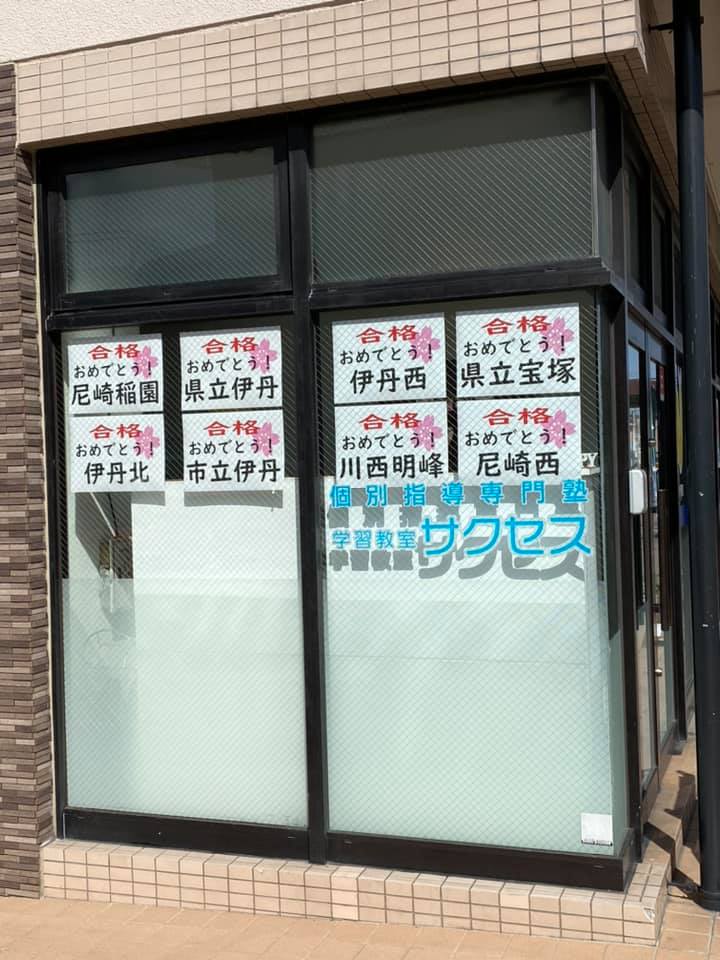 合格
おめでとう!
尼崎稲園
合格
おめでとう!
県立伊丹
合格
おめでとう!
伊丹西
合格
おめでとう!
県立宝塚
合格
おめでとう!
伊丹北
合格
おめでとう!
市立伊丹
合格
おめでとう!
川西明峰
合格
おめでとう!
尼崎西
個別指導専門塾
学習教室 サクセス